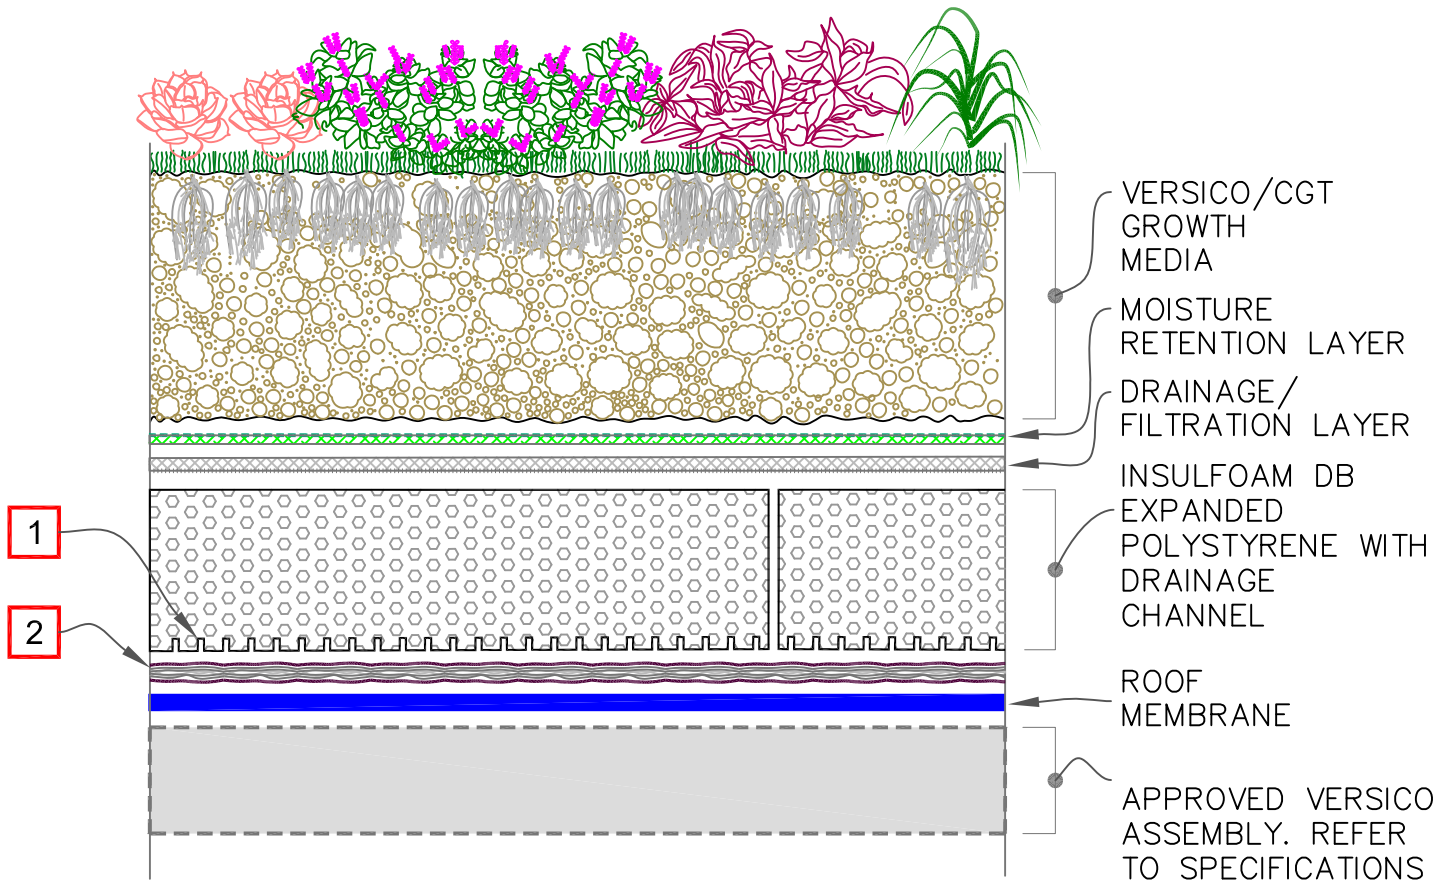 VERSICO/CGT
GROWTH
MEDIA
MOISTURE
RETENTION LAYER
DRAINAGE/
FILTRATION LAYER
INSULFOAM DB
EXPANDED
POLYSTYRENE WITH
DRAINAGE
CHANNEL
1
2
ROOF
MEMBRANE
APPROVED VERSICO
ASSEMBLY. REFER
TO SPECIFICATIONS